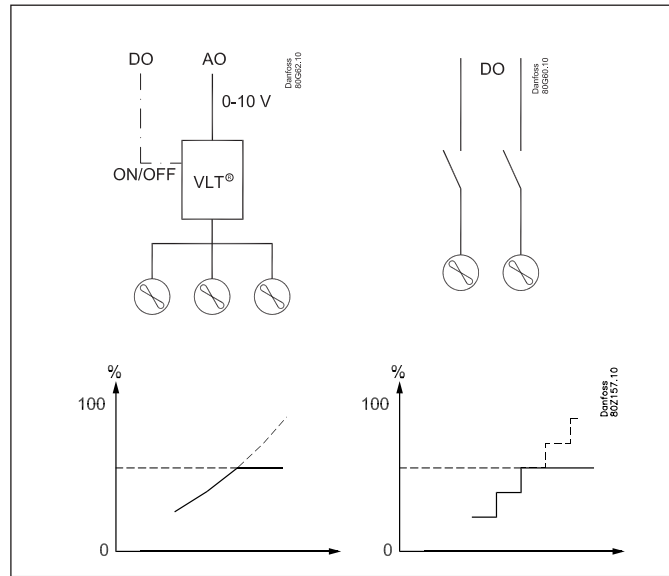 DO
AO
Danfoss
80G62.10
0-10 V
ON/OFF
VLT®
DO
Danfoss
80G60.10
%
100
0
%
100
0
Danfoss
80Z157.10